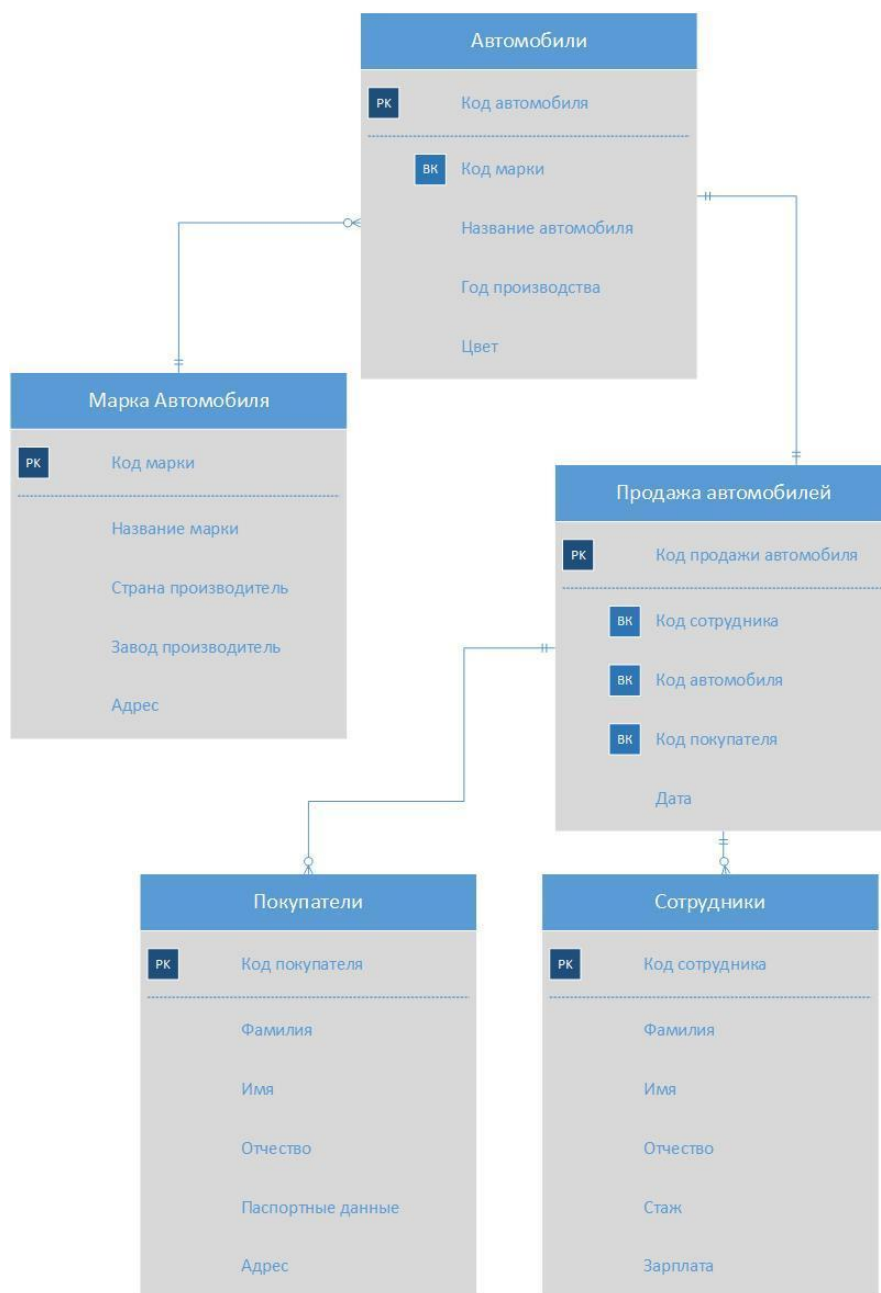 Автомобили
PK Код автомобиля
ВК Код марки
Название автомобиля
Год производства
Цвет
Марка Автомобиля
PK Код марки
Название марки
Страна производитель
Завод производитель
Адрес
Продажа автомобилей
PK Код продажи автомобиля
ВК Код сотрудника
ВК Код автомобиля
ВК Код покупателя
Дата
Покупатели
PK Код покупателя
Фамилия
Имя
Отчество
Паспортные данные
Адрес
Сотрудники
PK Код сотрудника
Фамилия
Имя
Отчество
Стаж
Зарплата